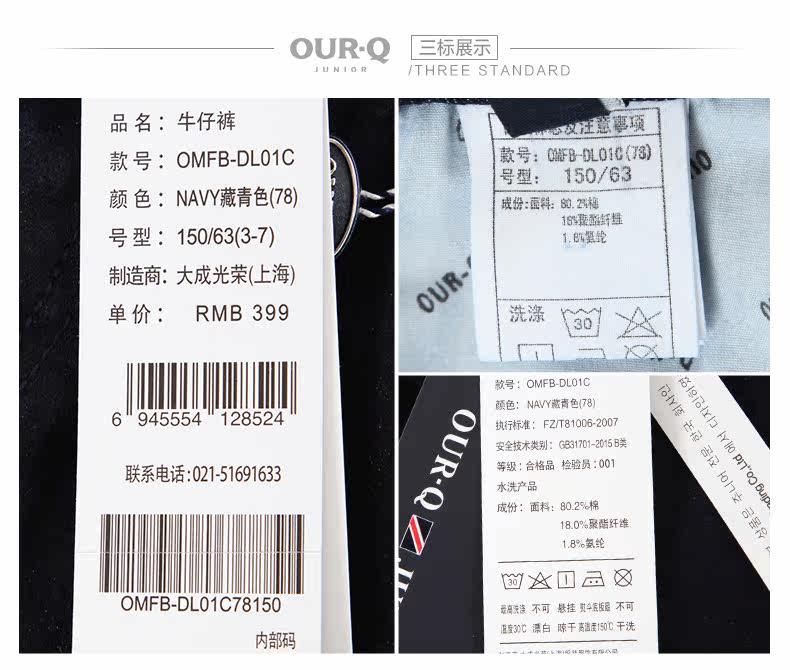 OUR-Q
JUNIOR
三标展示
/THREE STANDARD
品名： 牛仔裤
款号： OMFB-DL01C
颜色： NAVY藏青色(78)
号型： 150/63(3-7)
制造商：大成光荣(上海)
单价： RMB 399
6 945554 128524
联系电话:021-51691633
OMFB-DL01C78150
内部码
及注意事项
款号：OMFB-DL01C(78)
号型： 150/63
成份：面料：80.2%棉
18%聚酯纤维
1.8%氨纶
洗涤
30
OUR-
款号：OMFB-DL01C
颜色：NAVY藏青色(78)
执行标准：FZ/T81006-2007
安全技术类别：GB31701-2015 B类
等级：合格品 检验员：001
水洗产品
成份：面料：80.2%棉
18.0%聚酯纤维
1.8%氨纶
30
最高洗涤 不可 悬挂 熨斗底板最 不可
温度30℃ 漂白 晾干 高温度150℃ 干洗
OUR-Q
JU